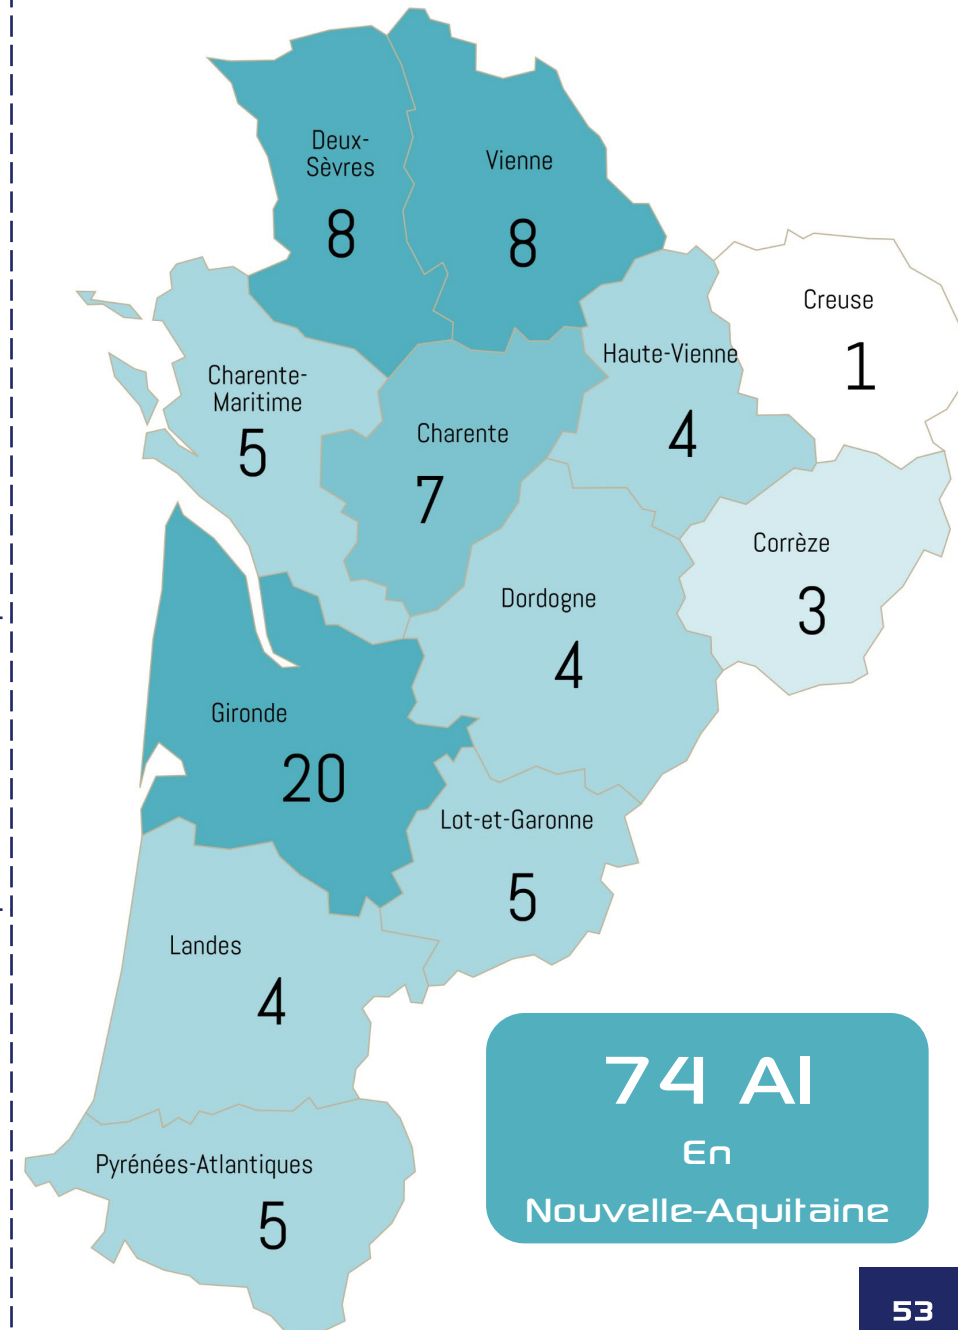 Deux-
Sèvres
8
Vienne
8
Creuse
1
Haute-Vienne
4
Charente-
Maritime
5
Charente
7
Corrèze
3
Dordogne
4
Gironde
20
Lot-et-Garonne
5
Landes
4
Pyrénées-Atlantiques
5
74 AI
En
Nouvelle-Aquitaine
53